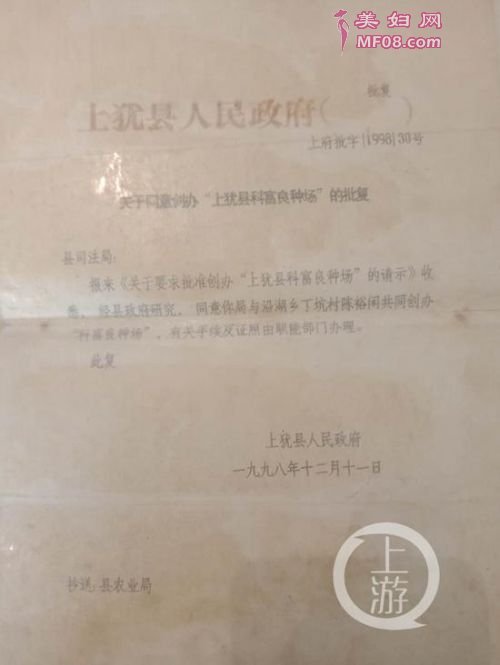 美妇网
MF08.com
批复
上犹县人民政府( )
上府批字[1998]30号
关于同意创办“上犹县科富良种场”的批复
县司法局:
报来《关于要求批准创办“上犹县科富良种场”的请示》收
悉，经县政府研究，同意你局与沿湖乡丁坑村陈裕闲共同创办
“科富良种场”，有关手续及证照由职能部门办理。
此复
上犹县人民政府
一九九八年十二月十一日
抄送:县农业局
上游